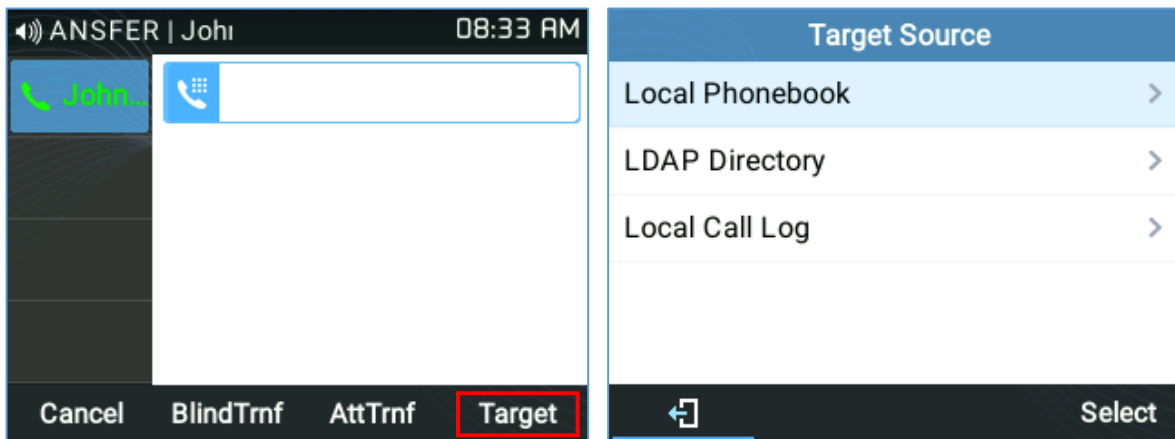 ANSFER | Johı 08:33 AM
John...
Cancel BlindTrnf AttTrnf Target
Target Source
Local Phonebook
LDAP Directory
Local Call Log
Select